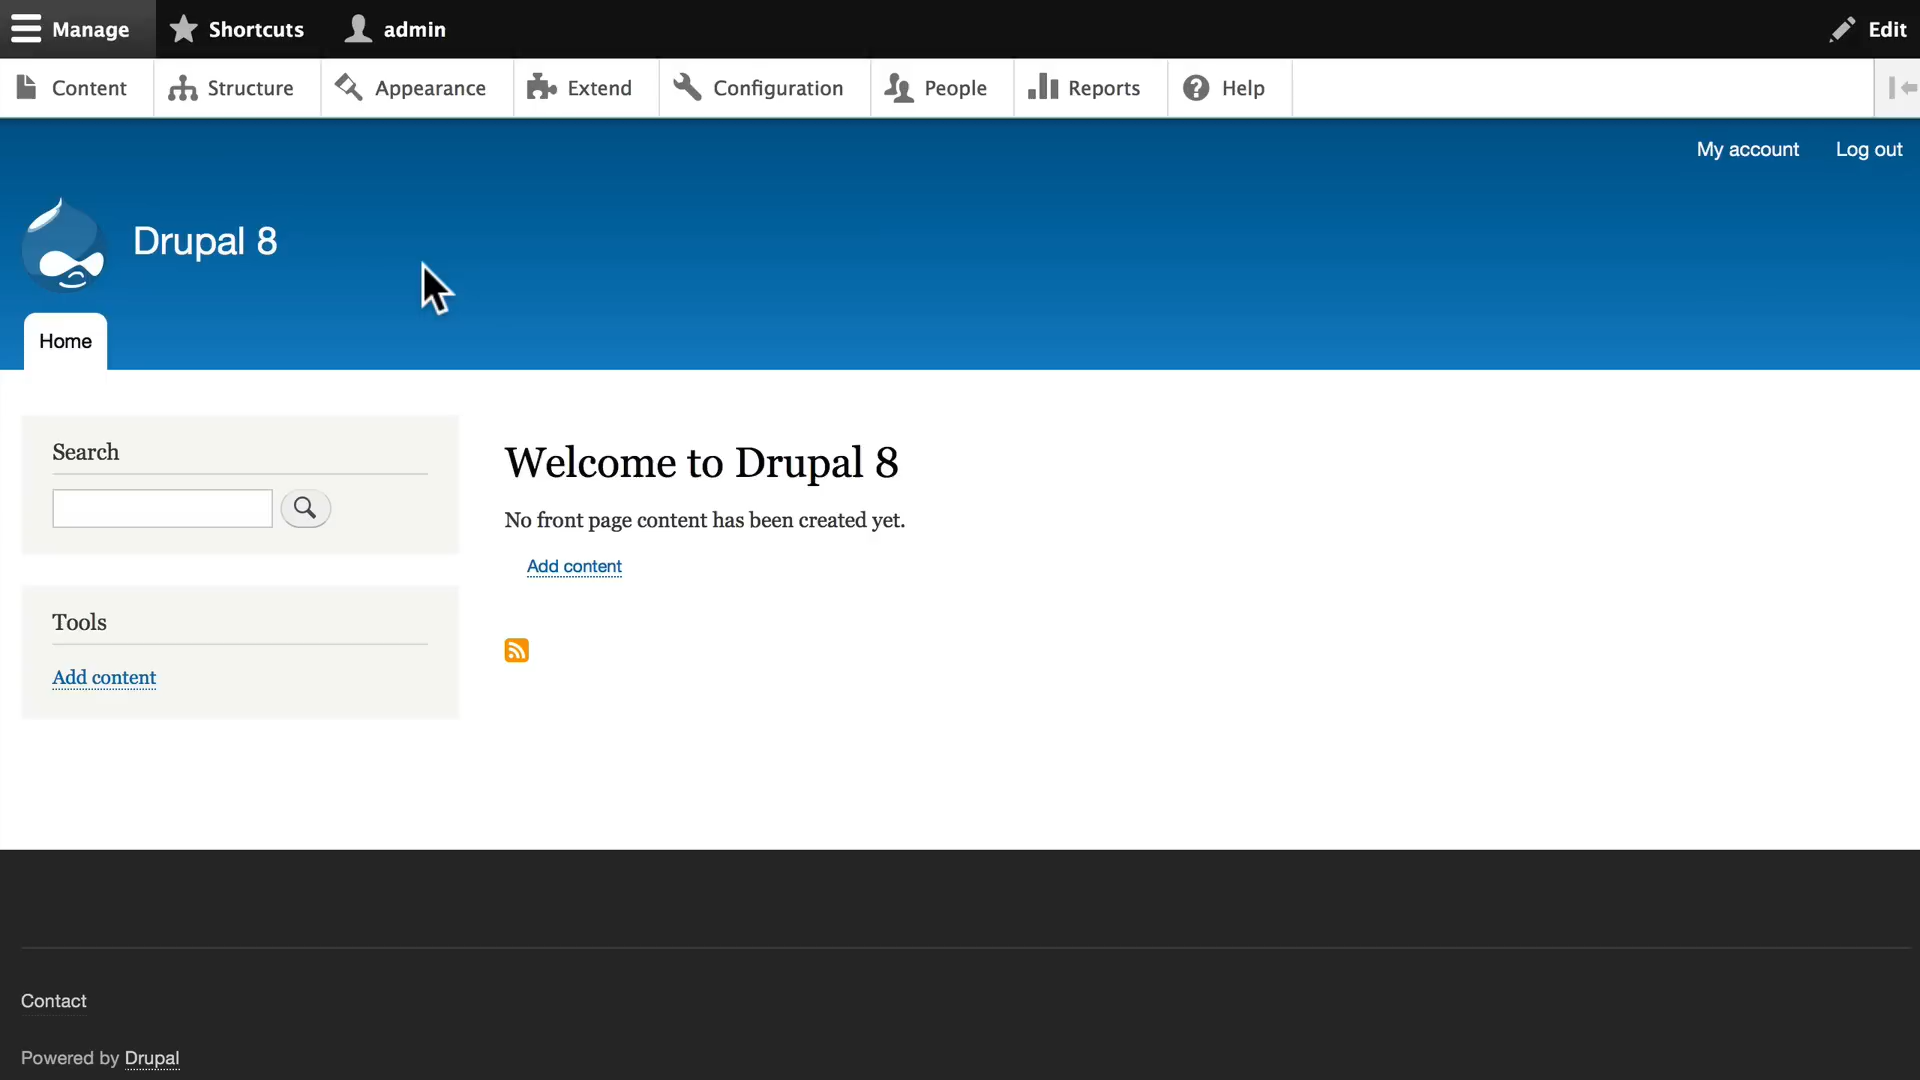 Manage Shortcuts admin Edit
Content Structure Appearance Extend Configuration People Reports Help
My account Log out
Drupal 8
Home
Search
Welcome to Drupal 8
No front page content has been created yet.
Add content
Tools
Add content
Contact
Powered by Drupal